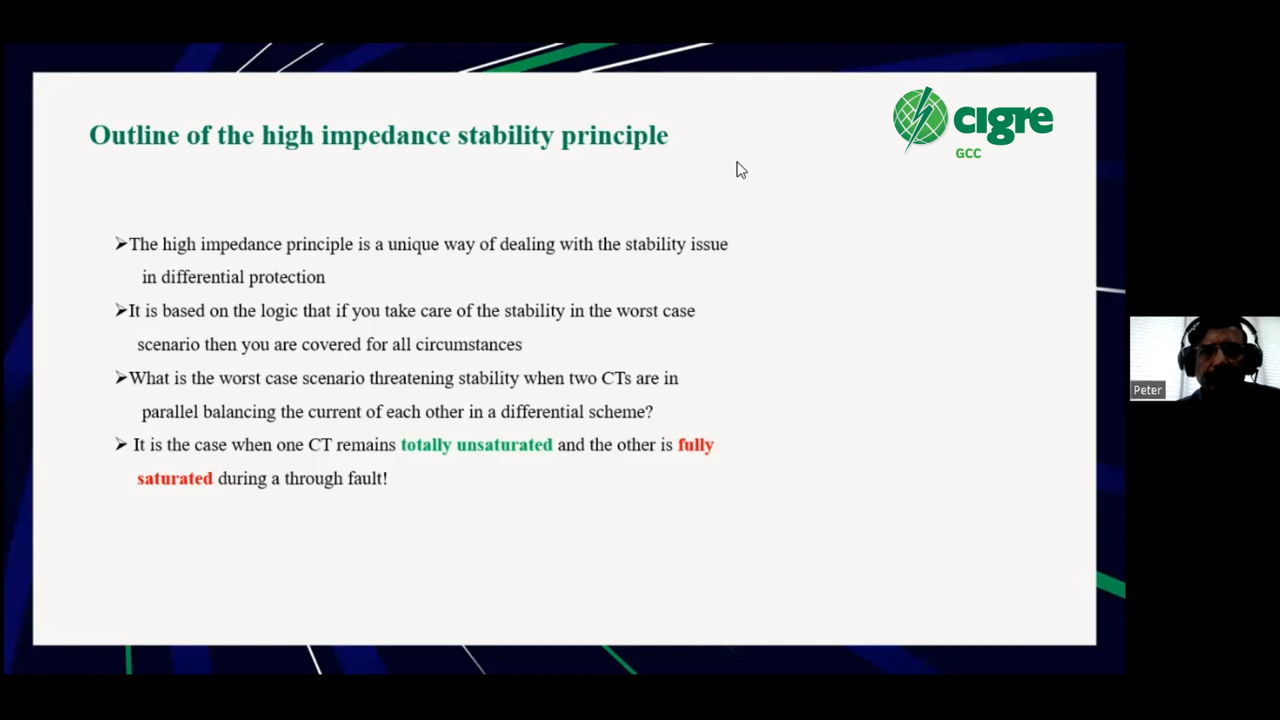 Outline of the high impedance stability principle
cigre
GCC
➢The high impedance principle is a unique way of dealing with the stability issue
in differential protection
➢It is based on the logic that if you take care of the stability in the worst case
scenario then you are covered for all circumstances
➢What is the worst case scenario threatening stability when two CTs are in
parallel balancing the current of each other in a differential scheme?
➢ It is the case when one CT remains totally unsaturated and the other is fully
saturated during a through fault!
Peter